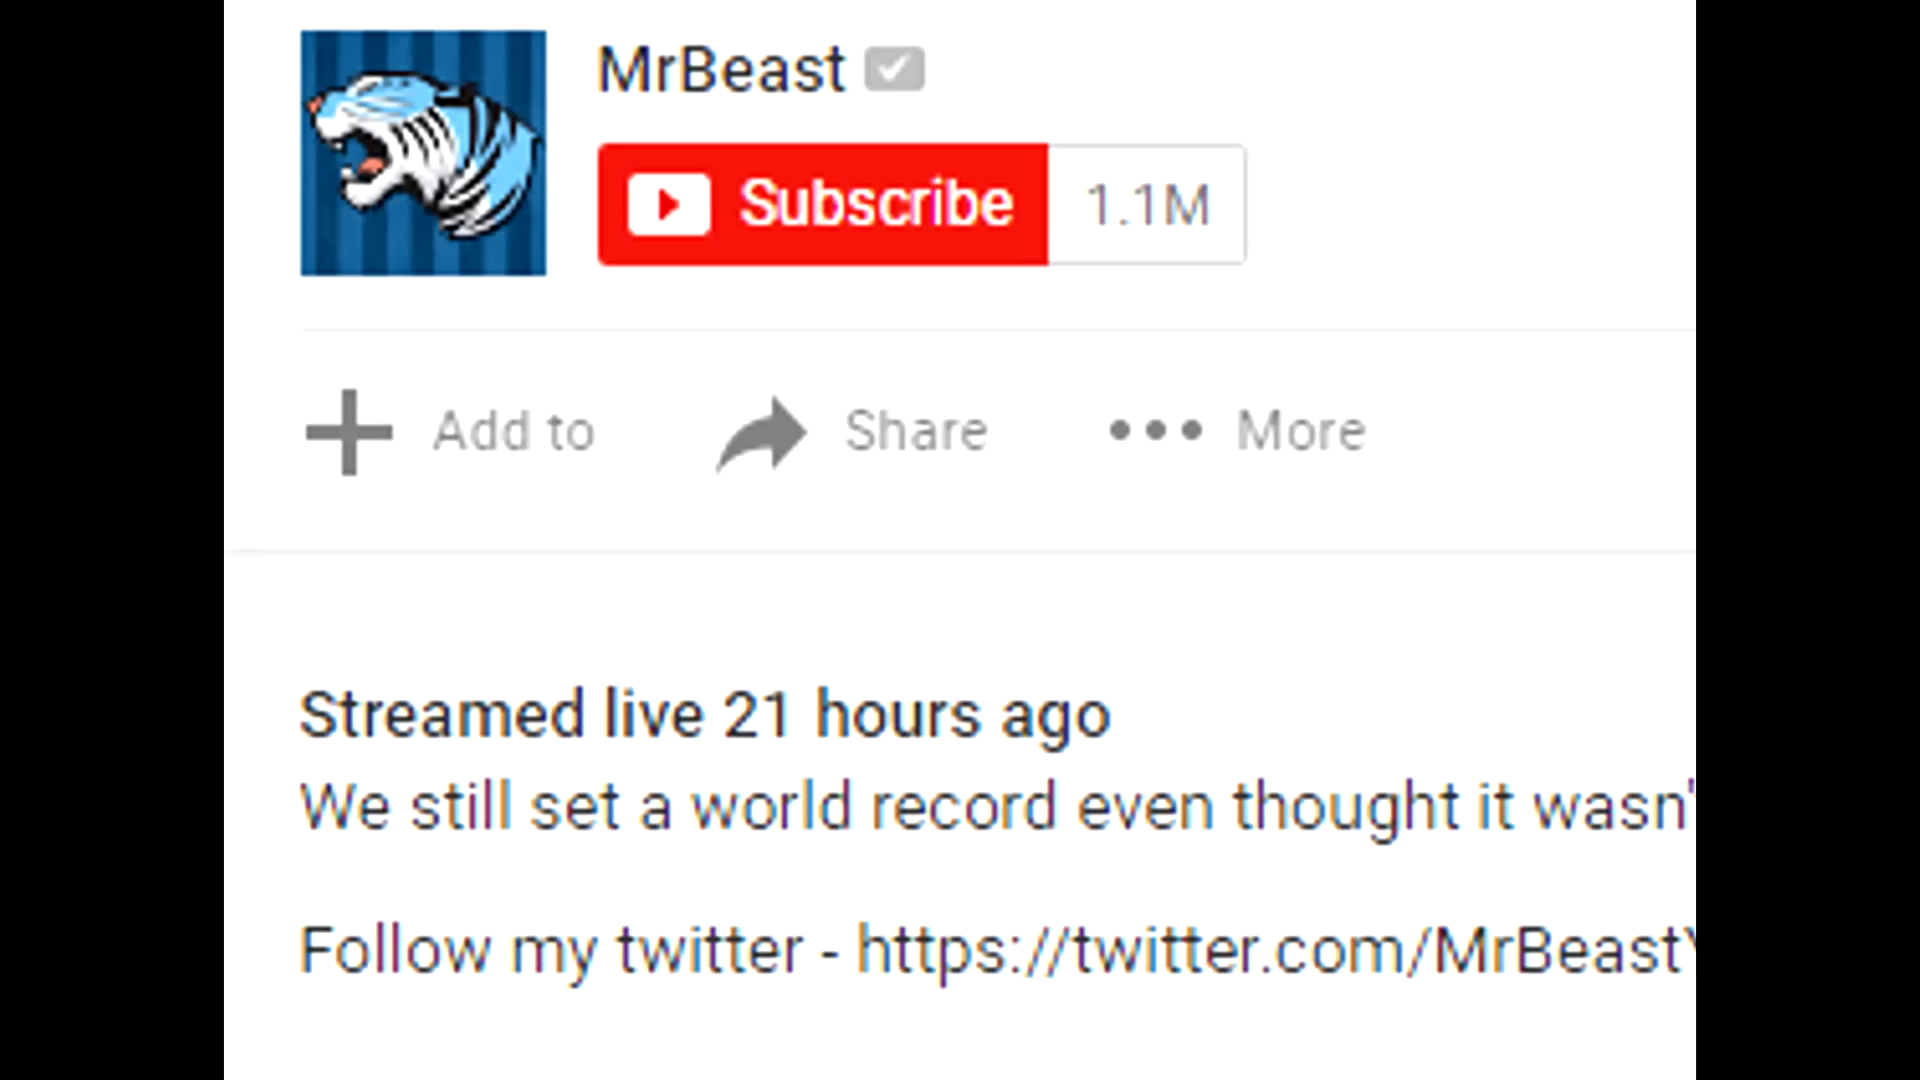 MrBeast
Subscribe 1.1M
Add to Share More
Streamed live 21 hours ago
We still set a world record even thought it wasn'
Follow my twitter - https://twitter.com/MrBeastY